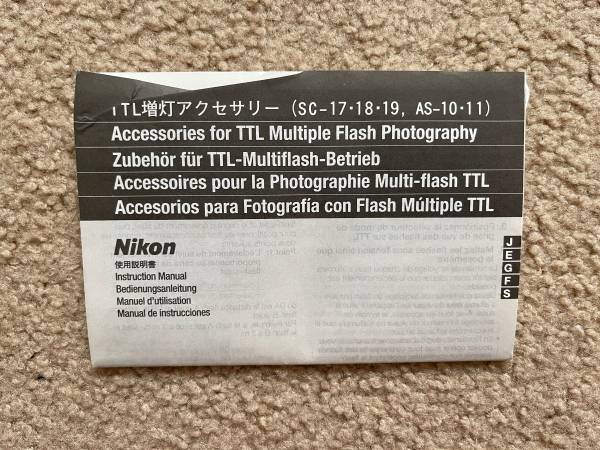 TTL増灯アクセサリー (SC-17・18・19, AS-10・11)
Accessories for TTL Multiple Flash Photography
Zubehör für TTL-Multiflash-Betrieb
Accessoires pour la Photographie Multi-flash TTL
Accesorios para Fotografía con Flash Múltiple TTL
Nikon
使用説明書
Instruction Manual
Bedienungsanleitung
Manuel d'utilisation
Manual de instrucciones
J
E
G
F
S